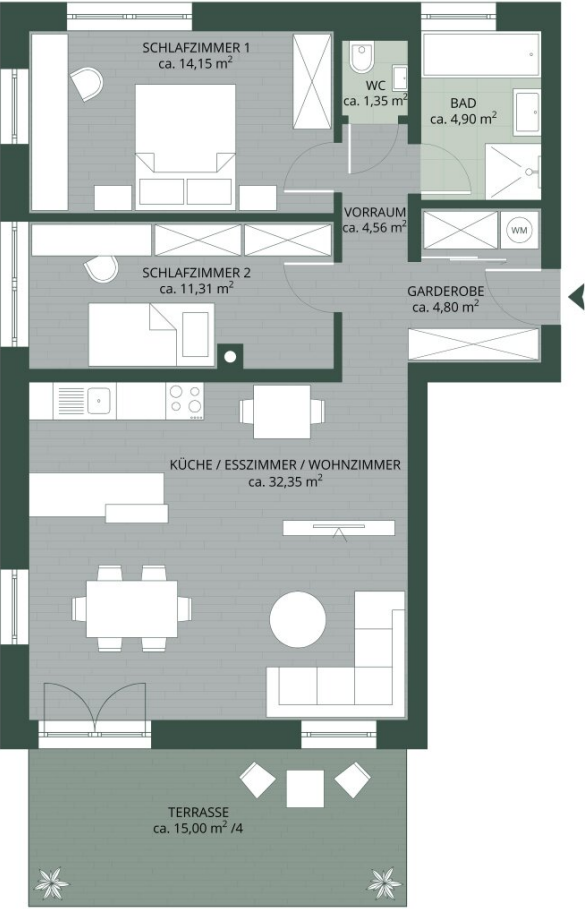 SCHLAFZIMMER 1
ca. 14,15 m²
WC
ca. 1,35 m²
BAD
ca. 4,90 m²
VORRAUM
ca. 4,56 m²
WM
SCHLAFZIMMER 2
ca. 11,31 m²
GARDEROBE
ca. 4,80 m²
KÜCHE / ESSZIMMER / WOHNZIMMER
ca. 32,35 m²
TERRASSE
ca. 15,00 m² /4